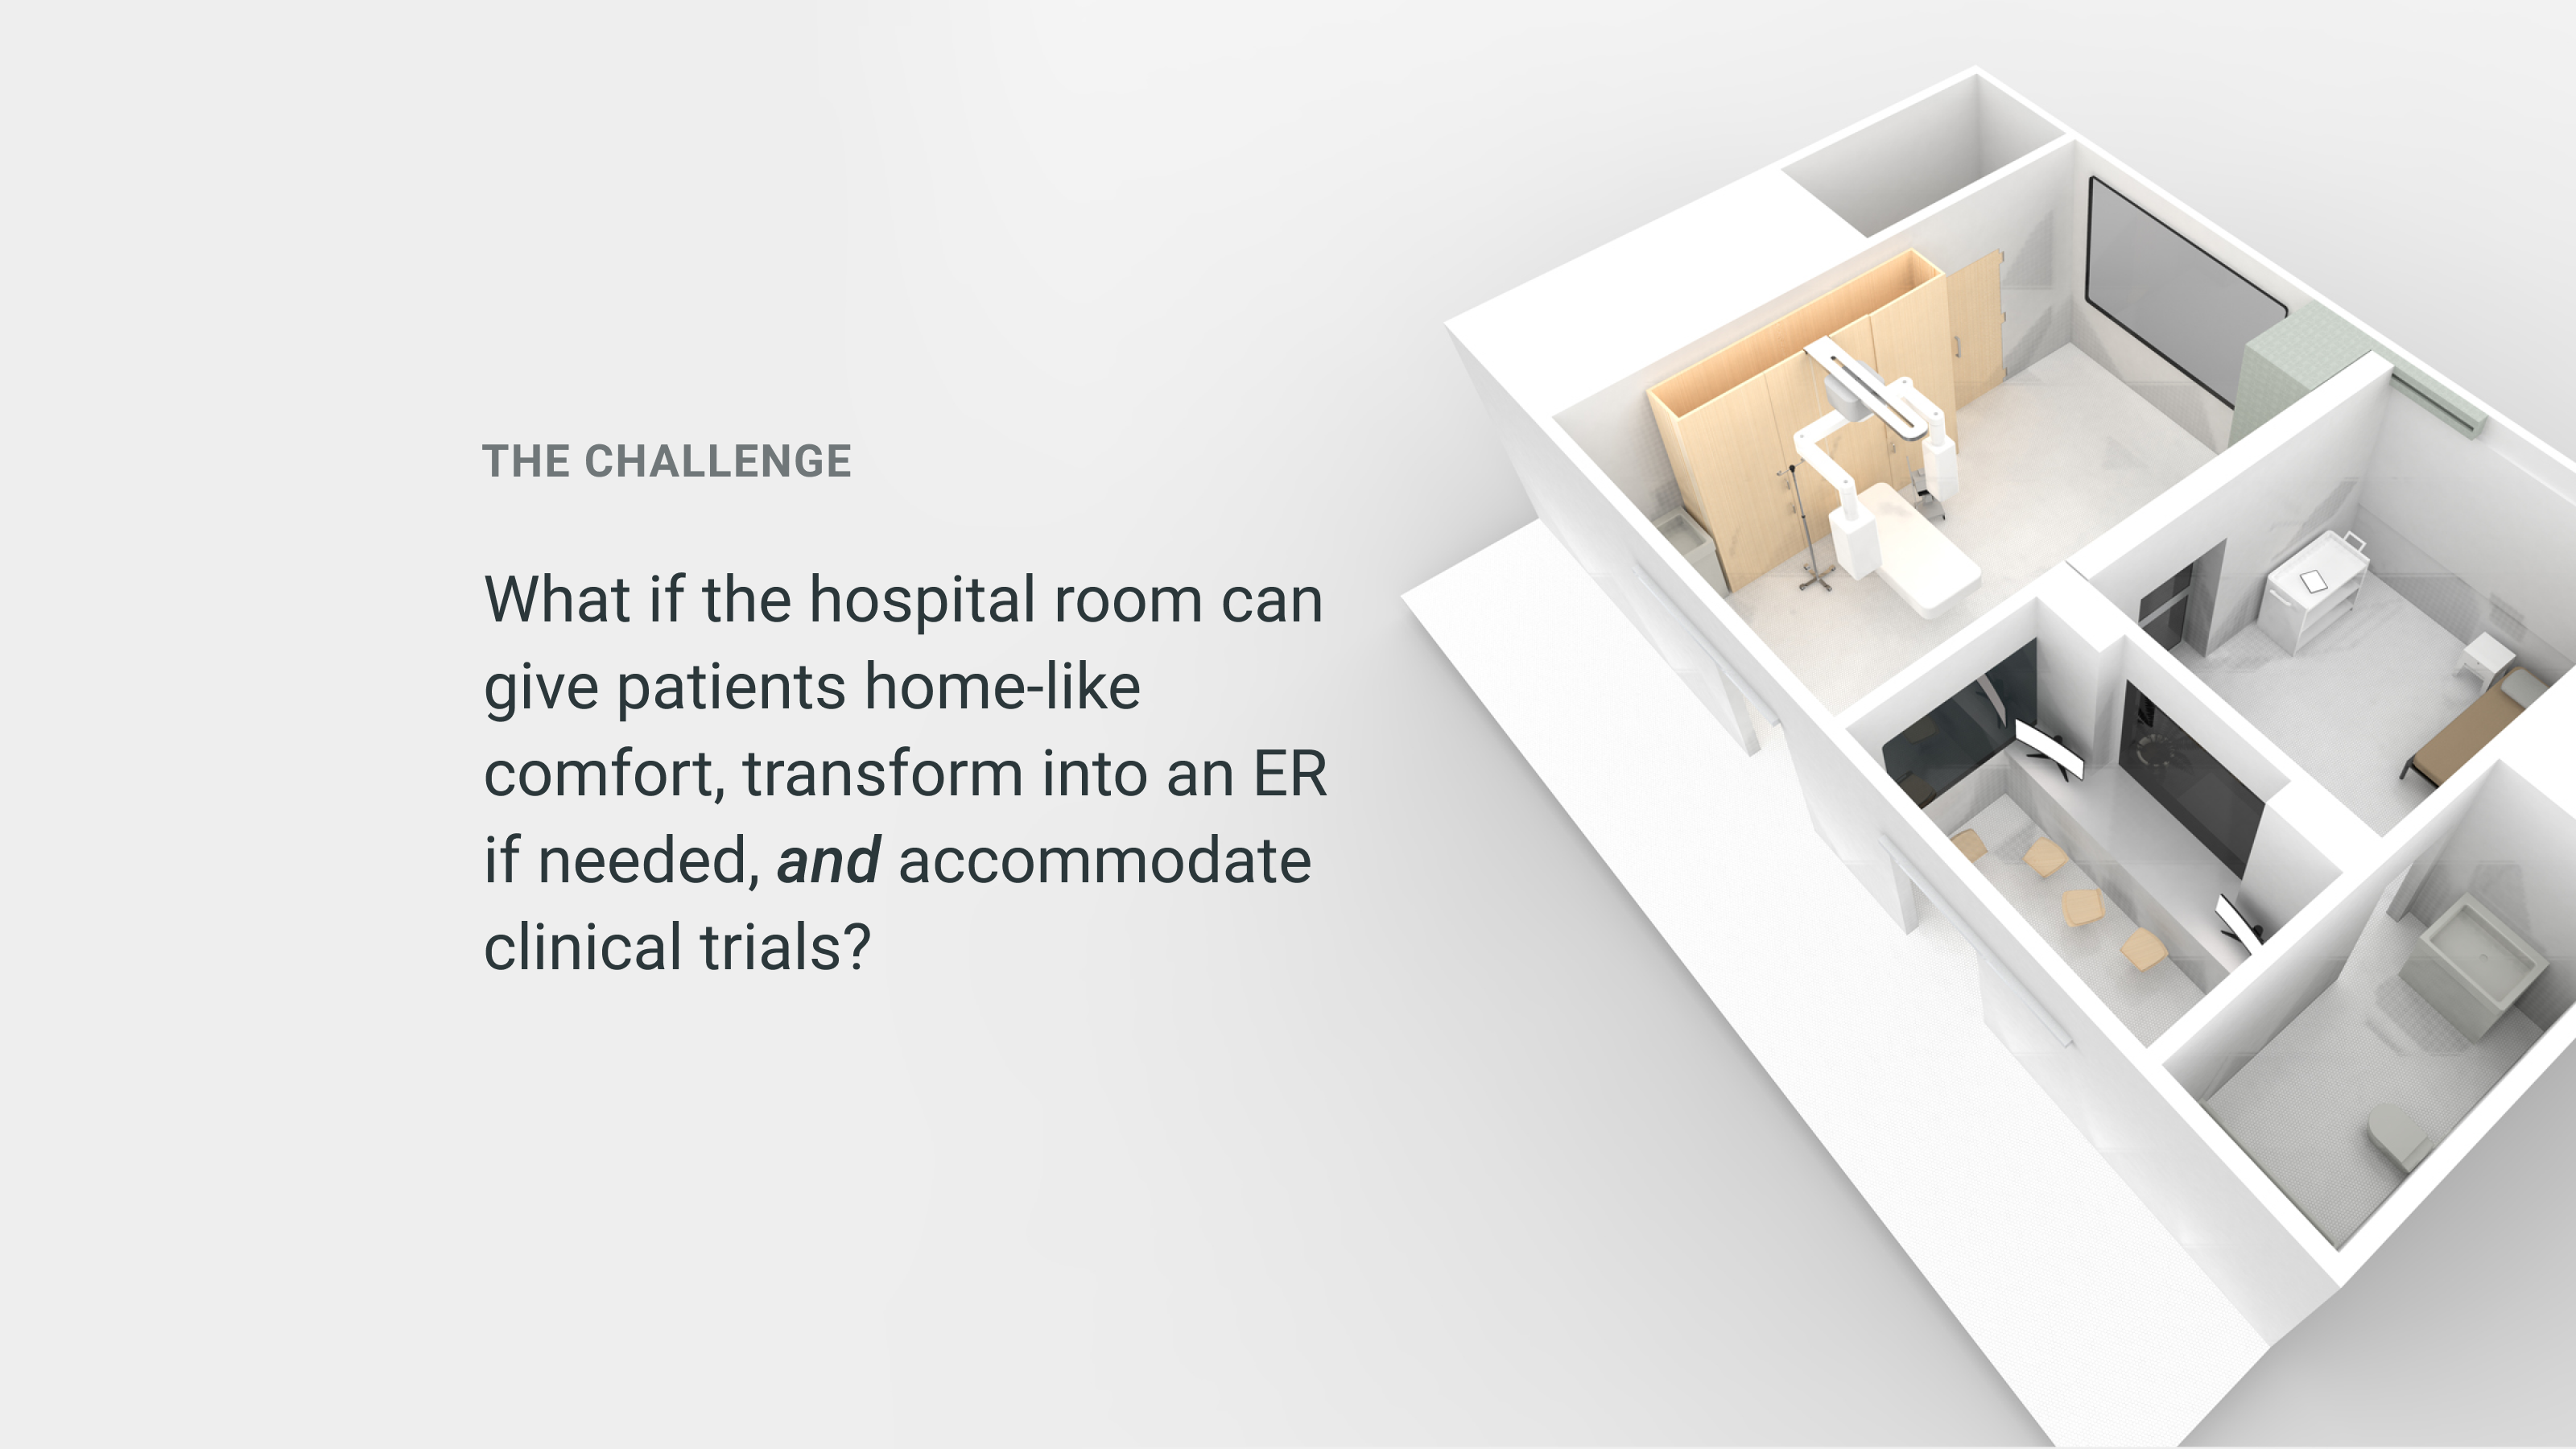 THE CHALLENGE
What if the hospital room can
give patients home-like
comfort, transform into an ER
if needed, and accommodate
clinical trials?